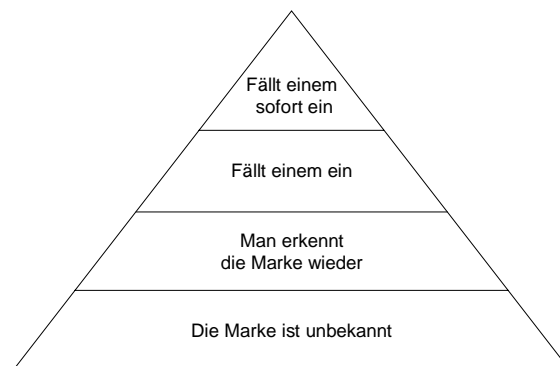 Fällt einem
sofort ein
Fällt einem ein
Man erkennt
die Marke wieder
Die Marke ist unbekannt